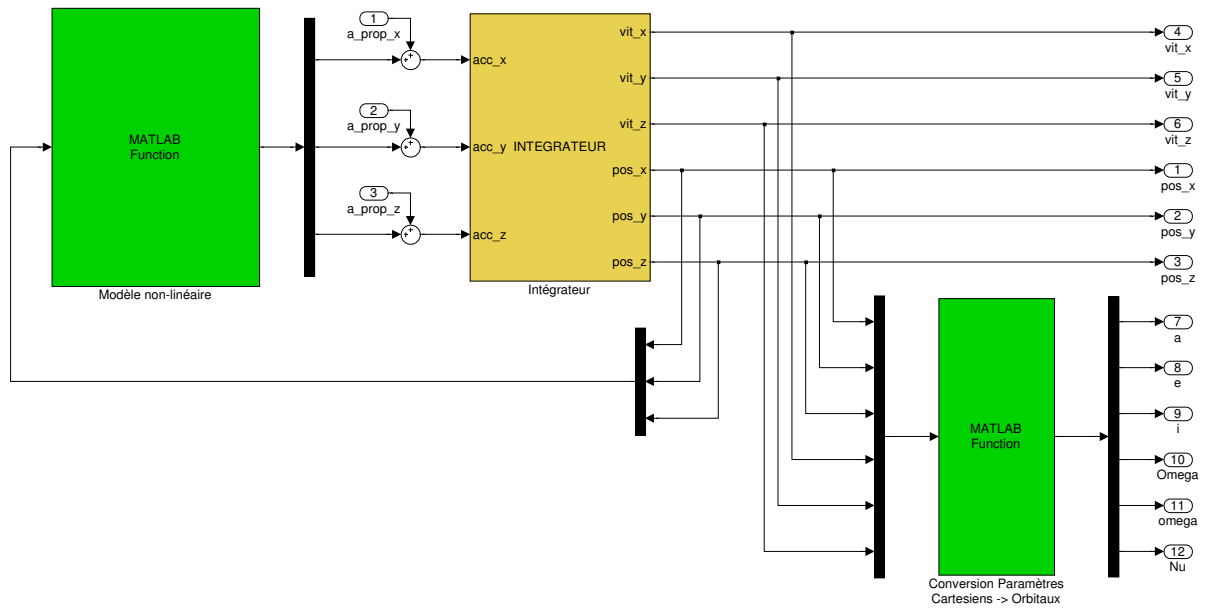 MATLAB
Function
Modèle non-linéaire
1
a_prop_x
2
a_prop_y
3
a_prop_z
acc_x
acc_y
acc_z
INTEGRATEUR
vit_x
vit_y
vit_z
pos_x
pos_y
pos_z
Intégrateur
4
vit_x
5
vit_y
6
vit_z
1
pos_x
2
pos_y
3
pos_z
MATLAB
Function
Conversion Paramètres
Cartesiens -> Orbitaux
7
a
8
e
9
i
10
Omega
11
omega
12
Nu